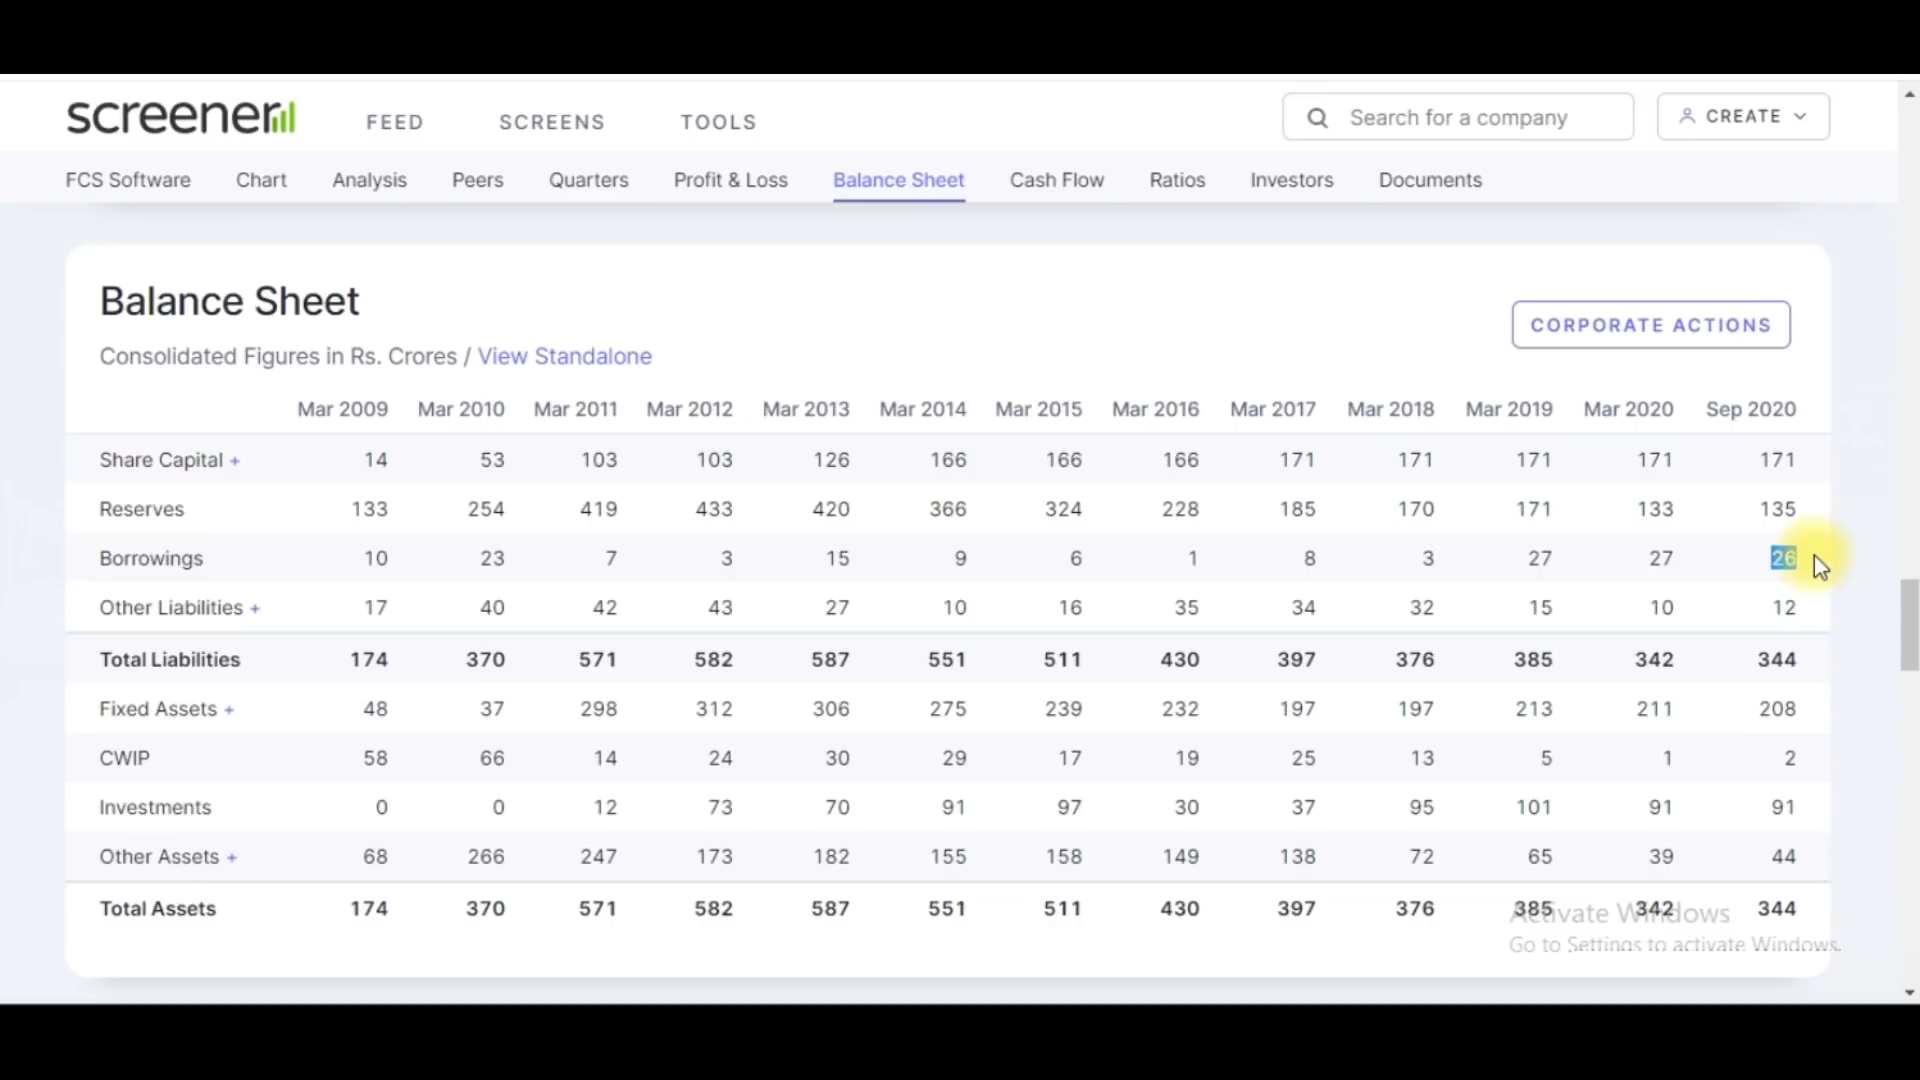 screener
FEED SCREENS TOOLS Search for a company CREATE
FCS Software Chart Analysis Peers Quarters Profit & Loss Balance Sheet Cash Flow Ratios Investors Documents
Balance Sheet
CORPORATE ACTIONS
Consolidated Figures in Rs. Crores / View Standalone
Mar 2009 Mar 2010 Mar 2011 Mar 2012 Mar 2013 Mar 2014 Mar 2015 Mar 2016 Mar 2017 Mar 2018 Mar 2019 Mar 2020 Sep 2020
Share Capital + 14 53 103 103 126 166 166 166 171 171 171 171 171
Reserves 133 254 419 433 420 366 324 228 185 170 171 133 135
Borrowings 10 23 7 3 15 9 6 1 8 3 27 27 26
Other Liabilities + 17 40 42 43 27 10 16 35 34 32 15 10 12
Total Liabilities 174 370 571 582 587 551 511 430 397 376 385 342 344
Fixed Assets + 48 37 298 312 306 275 239 232 197 197 213 211 208
CWIP 58 66 14 24 30 29 17 19 25 13 5 1 2
Investments 0 0 12 73 70 91 97 30 37 95 101 91 91
Other Assets + 68 266 247 173 182 155 158 149 138 72 65 39 44
Total Assets 174 370 571 582 587 551 511 430 397 376 385 342 344
Activate Windows
Go to Settings to activate Windows.